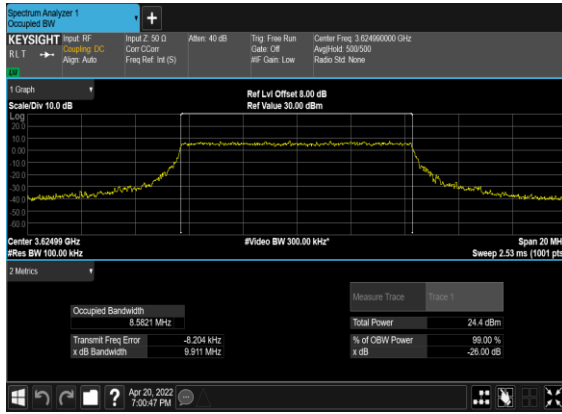 Spectrum Analyzer 1
Occupied BW
KEYSIGHT Input: RF Input Z: 50 Ω Atten: 40 dB Trig: Free Run Center Freq: 3.624990000 GHz
RLT Coupling: DC Corr CCorr Gate: Off Avg|Hold: 500/500
Align: Auto Freq Ref: Int (S) #IF Gain: Low Radio Std: None
1 Graph
Ref Lvl Offset 8.00 dB
Scale/Div 10.0 dB Ref Value 30.00 dBm
Log
20.0
10.0
0.00
-10.0
-20.0
-30.0
-40.0
-50.0
-60.0
Center 3.62499 GHz #Video BW 300.00 kHz* Span 20 MH
#Res BW 100.00 kHz Sweep 2.53 ms (1001 pts
2 Metrics
Measure Trace Trace 1
Occupied Bandwidth
8.5821 MHz Total Power 24.4 dBm
Transmit Freq Error -8.204 kHz % of OBW Power 99.00 %
x dB Bandwidth 9.911 MHz x dB -26.00 dB
? Apr 20, 2022
7:00:47 PM